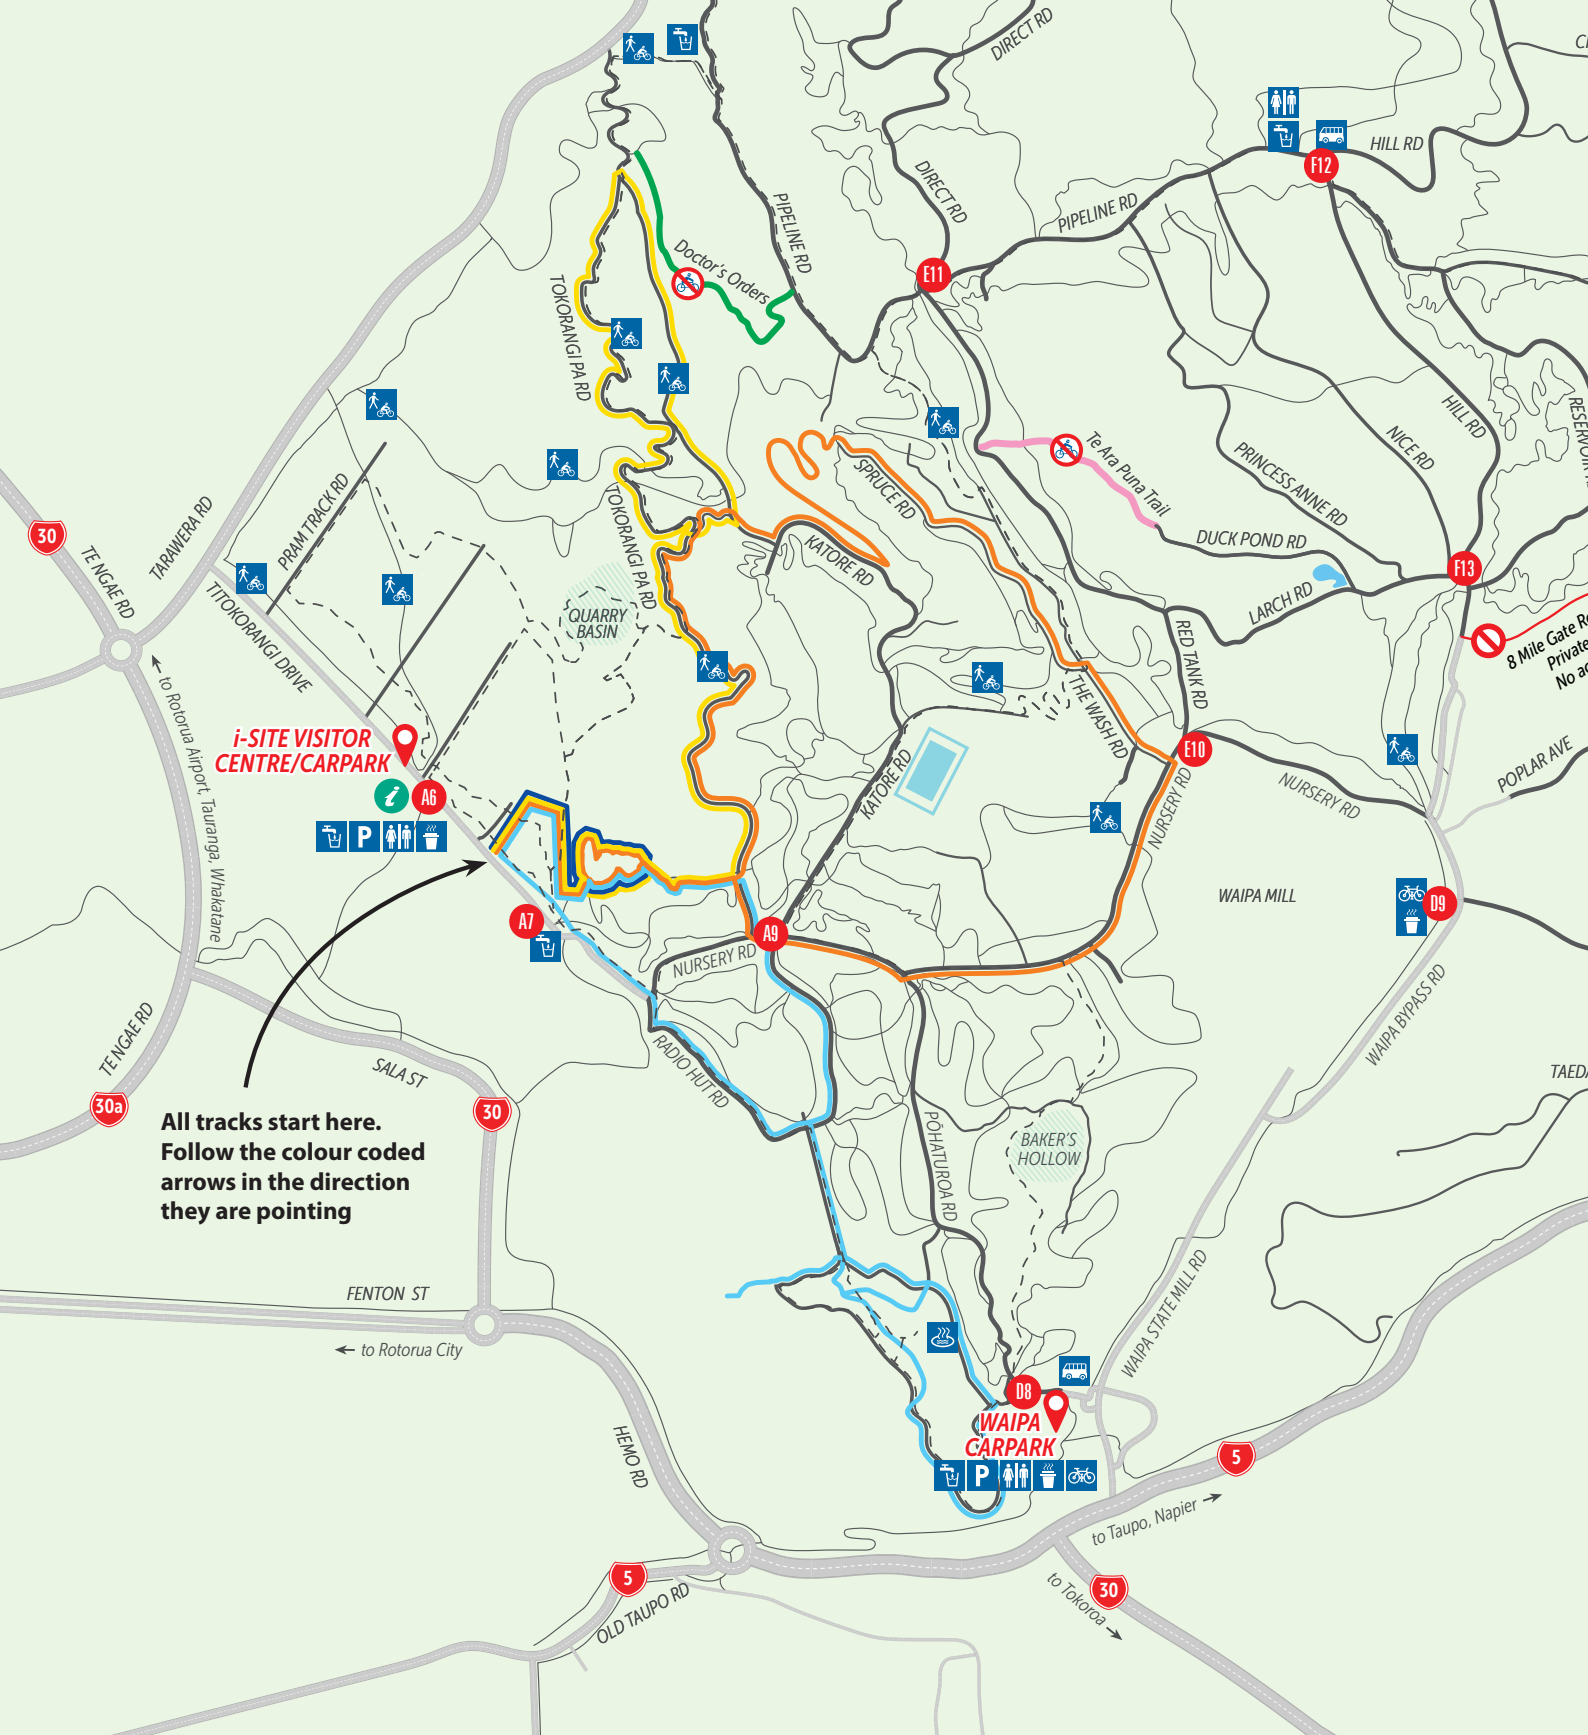 DIRECT RD
HILL RD
F12
DIRECT RD
PIPELINE RD
PIPELINE RD
E11
Doctor's Orders
TOKORANGI PA RD
HILL RD
NICE RD
PRINCESS ANNE RD
Te Ara Puna Trail
SPRUCE RD
PRAM TRACK RD
TARAWERA RD
30
TE NGAE RD
TOKORANGI PA RD
KATORE RD
DUCK POND RD
F13
LARCH RD
TITOKORANGI DRIVE
QUARRY
BASIN
RED TANK RD
8 Mile Gate
Private
No
to Rotorua Airport, Tauranga, Whakatane
THE WASH RD
E10
i-SITE VISITOR
CENTRE/CARPARK
i
A6
P
KATORE RD
NURSERY RD
NURSERY RD
POPLAR AVE
WAIPA MILL
D9
A7
A9
NURSERY RD
WAIPA BYPASS RD
TE NGAE RD
SALA ST
RADIO HUT RD
30a
30
All tracks start here.
Follow the colour coded
arrows in the direction
they are pointing
PŌHATUROA RD
BAKER'S
HOLLOW
FENTON ST
to Rotorua City
WAIPA STATE MILL RD
D8
WAIPA
CARPARK
P
HEMO RD
5
to Taupo, Napier
5
OLD TAUPO RD
to Tokoroa
30